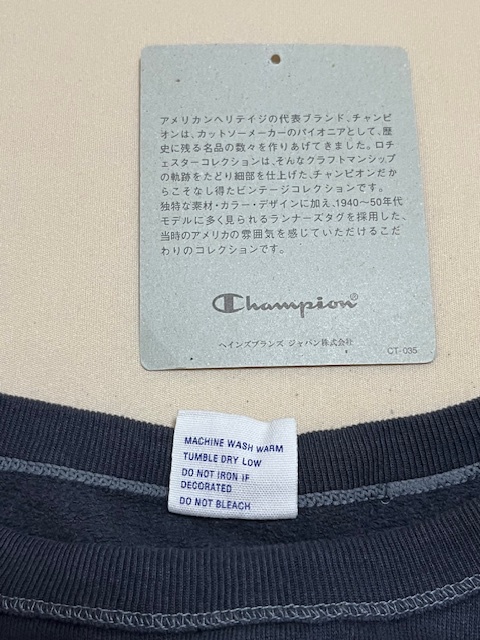 アメリカンヘリテイジの代表ブランド、チャンピ
オンは、カットソーメーカーのパイオニアとして、歴
史に残る名品の数々を作りあげてきました。ロチ
ェスターコレクションは、そんなクラフトマンシップ
の軌跡をたどり細部を仕上げた、チャンピオンだか
らこそなし得たビンテージコレクションです。
独特な素材・カラー・デザインに加え、1940〜50年代
モデルに多く見られるランナーズタグを採用した、
当時のアメリカの雰囲気を感じていただけるこだ
わりのコレクションです。
Champion®
ヘインズブランズ ジャパン株式会社
CT-035
MACHINE WASH WARM
TUMBLE DRY LOW
DO NOT IRON IF
DECORATED
DO NOT BLEACH